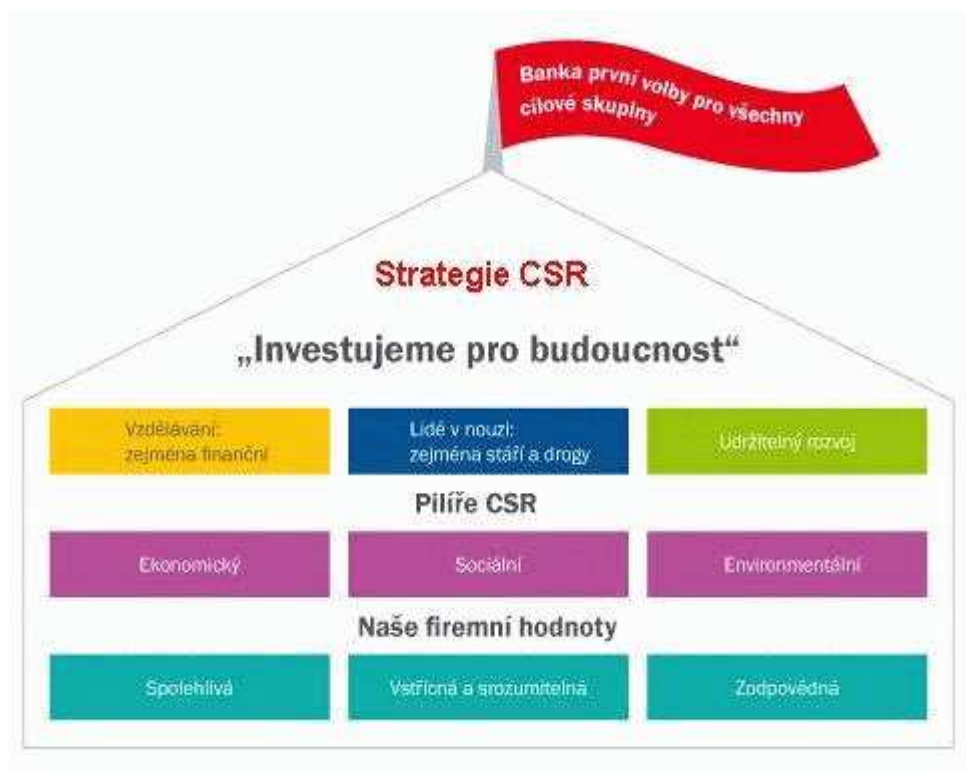 Banka první volby pro všechny
cílové skupiny
Strategie CSR
„Investujeme pro budoucnost“
Vzdělávání:
zejména finanční
Lidé v nouzi:
zejména stáří a drogy
Udržitelný rozvoj
Pilíře CSR
Ekonomický
Sociální
Environmentální
Naše firemní hodnoty
Spolehlivá
Vstřícná a srozumitelná
Zodpovědná